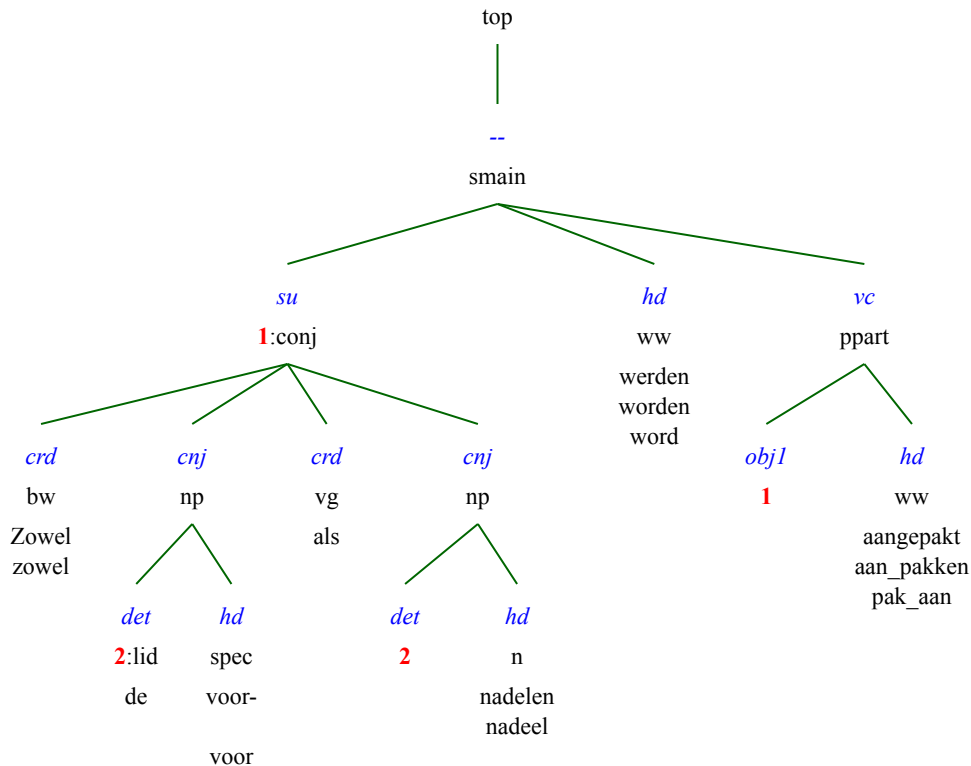 top
--
smain
su hd vc
1:conj ww ppart
werden
worden
word
crd cnj crd cnj obj1 hd
bw np vg np 1 ww
Zowel als aangepakt
zowel aan_pakken
pak_aan
det hd det hd
2:lid spec 2 n
de voor- nadelen
nadeel
voor